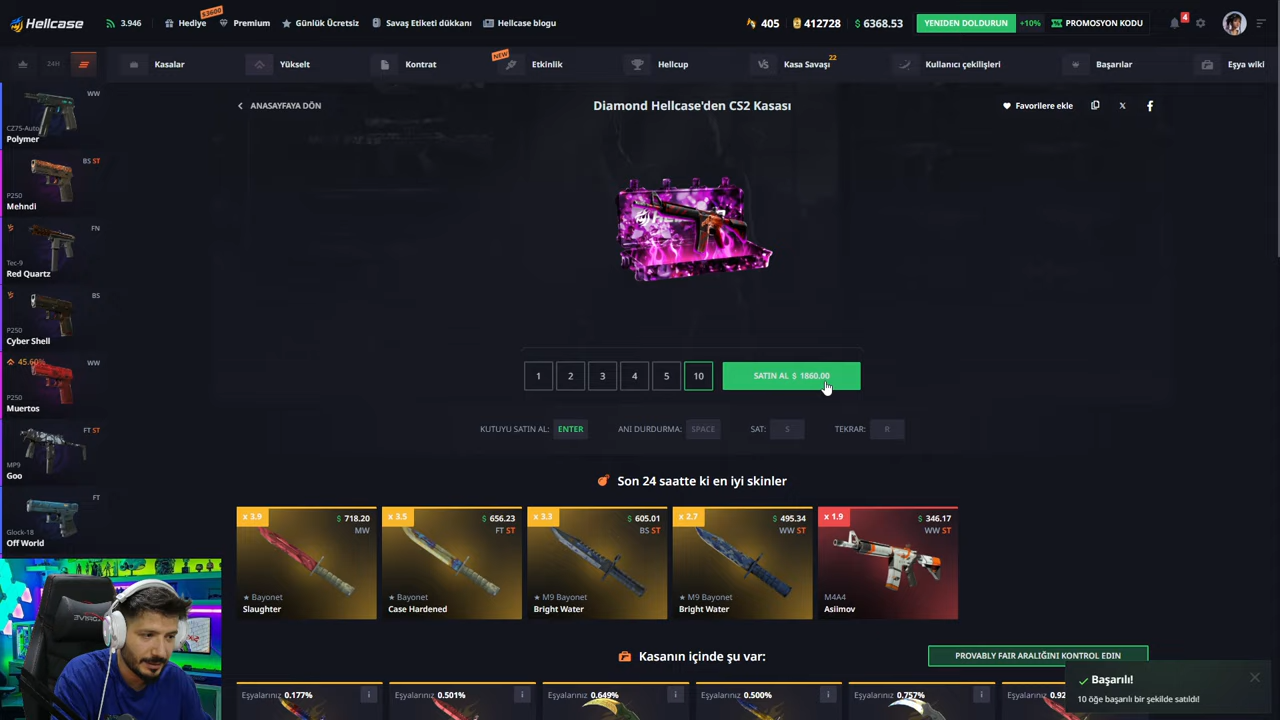 Hellcase
3.946
Hediye
$3600
Premium
Günlük Ücretsiz
Savaş Etiketi dükkanı
Hellcase blogu
405
412728
$ 6368.53
YENİDEN DOLDURUN
+10%
PROMOSYON KODU
4
24H
Kasalar
Yükselt
Kontrat
NEW
Etkinlik
Hellcup
VS
Kasa Savaşı
22
Kullanıcı çekilişleri
Başarılar
Eşya wiki
WW
CZ75-Auto
Polymer
BS ST
P250
Mehndi
FN
Tec-9
Red Quartz
BS
P250
Cyber Shell
45.60%
WW
P250
Muertos
FT ST
MP9
Goo
FT
Glock-18
Off World
ANASAYFAYA DÖN
Diamond Hellcase'den CS2 Kasası
Favorilere ekle
1
2
3
4
5
10
SATIN AL $ 1860.00
KUTUYU SATIN AL:
ENTER
ANI DURDURMA:
SPACE
SAT:
S
TEKRAR:
R
Son 24 saatte ki en iyi skinler
x 3.9
$ 718.20
MW
★ Bayonet
Slaughter
x 3.5
$ 656.23
FT ST
★ Bayonet
Case Hardened
x 3.3
$ 605.01
BS ST
★ M9 Bayonet
Bright Water
x 2.7
$ 495.34
WW ST
★ M9 Bayonet
Bright Water
x 1.9
$ 346.17
WW ST
M4A4
Asiimov
Kasanın içinde şu var:
PROVABLY FAIR ARALIĞINI KONTROL EDIN
Eşyalarınız 0.177%
Eşyalarınız 0.501%
Eşyalarınız 0.649%
Eşyalarınız 0.500%
Eşyalarınız 0.757%
Eşyalarınız 0.92
Başarılı!
10 öğe başarılı bir şekilde satıldı!